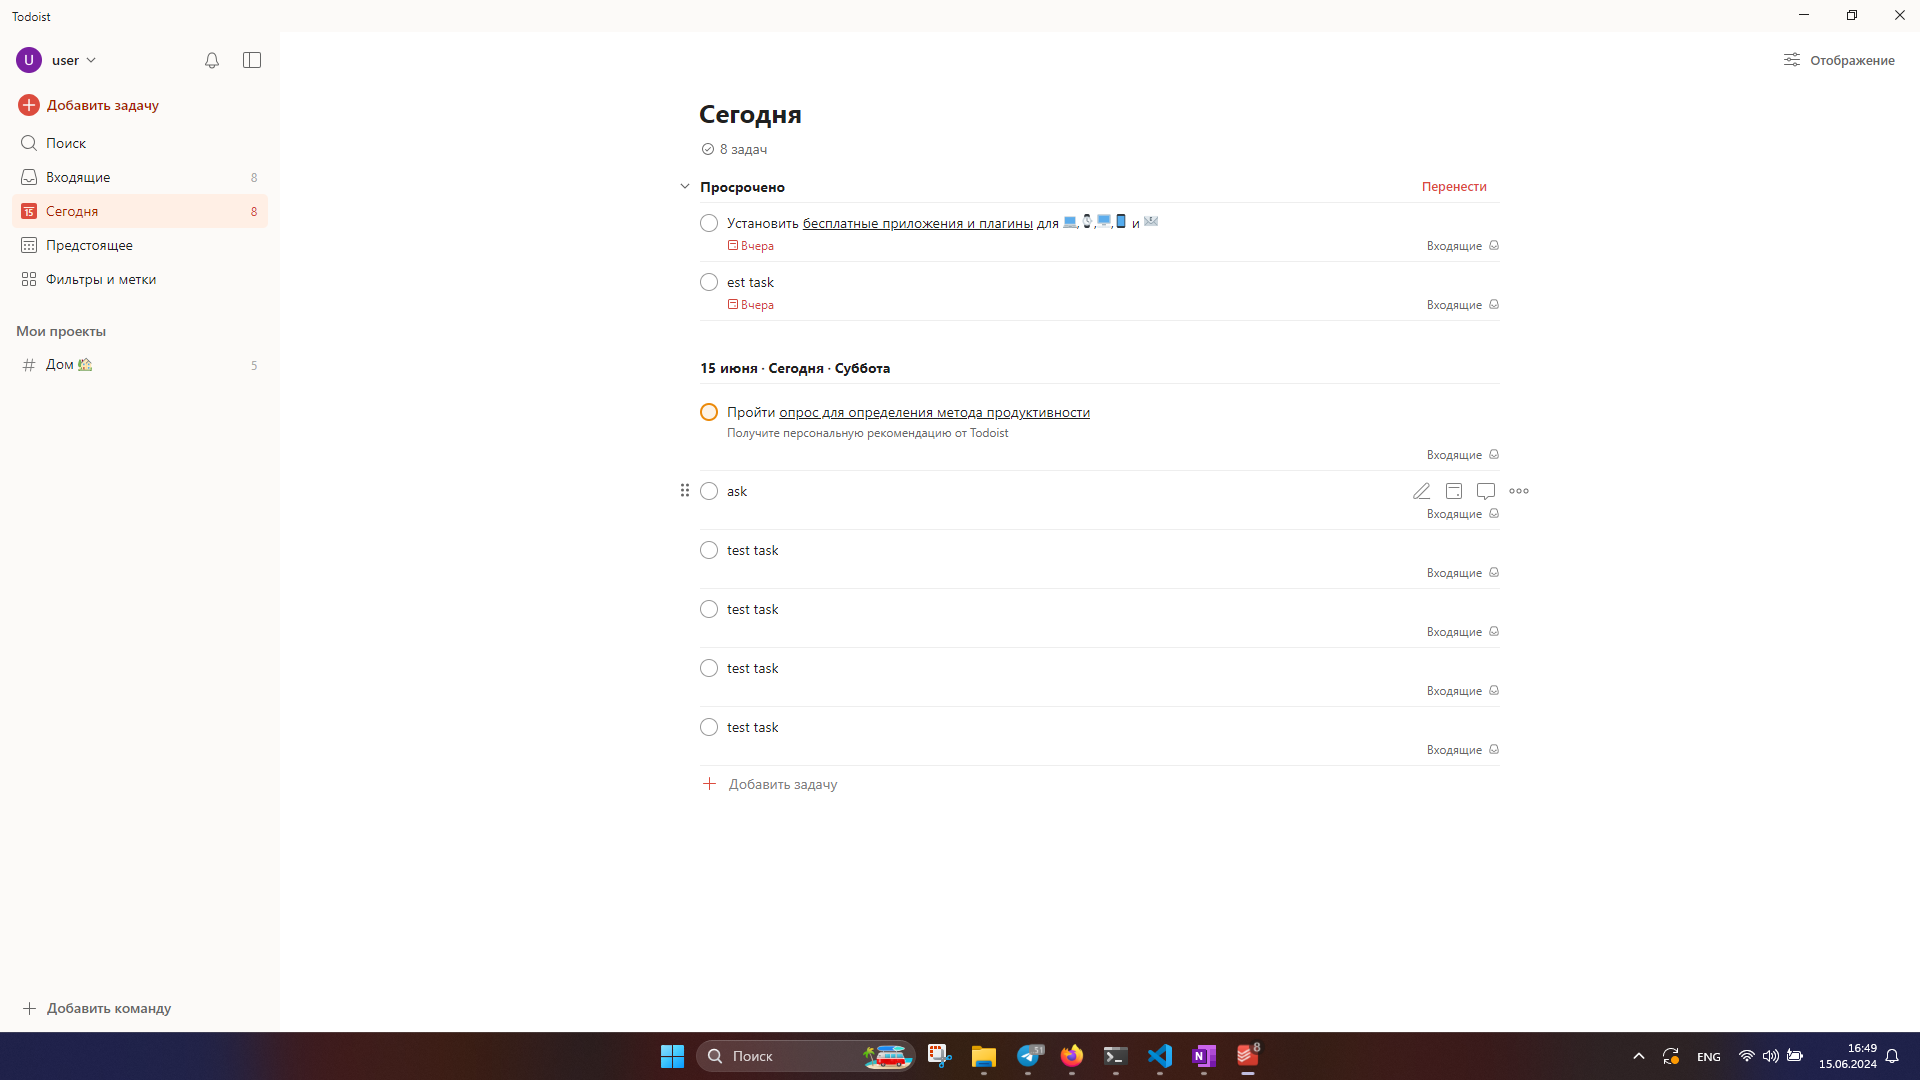 Todoist
U user
Отображение
Добавить задачу
Поиск
Входящие 8
15 Сегодня 8
Предстоящее
Фильтры и метки
Мои проекты
# Дом 5
Добавить команду
Сегодня
8 задач
Просрочено Перенести
Установить бесплатные приложения и плагины для , , , и
Вчера Входящие
est task
Вчера Входящие
15 июня · Сегодня · Суббота
Пройти опрос для определения метода продуктивности
Получите персональную рекомендацию от Todoist
Входящие
ask
Входящие
test task
Входящие
test task
Входящие
test task
Входящие
test task
Входящие
Добавить задачу
Поиск 51 8 ENG 16:49
15.06.2024